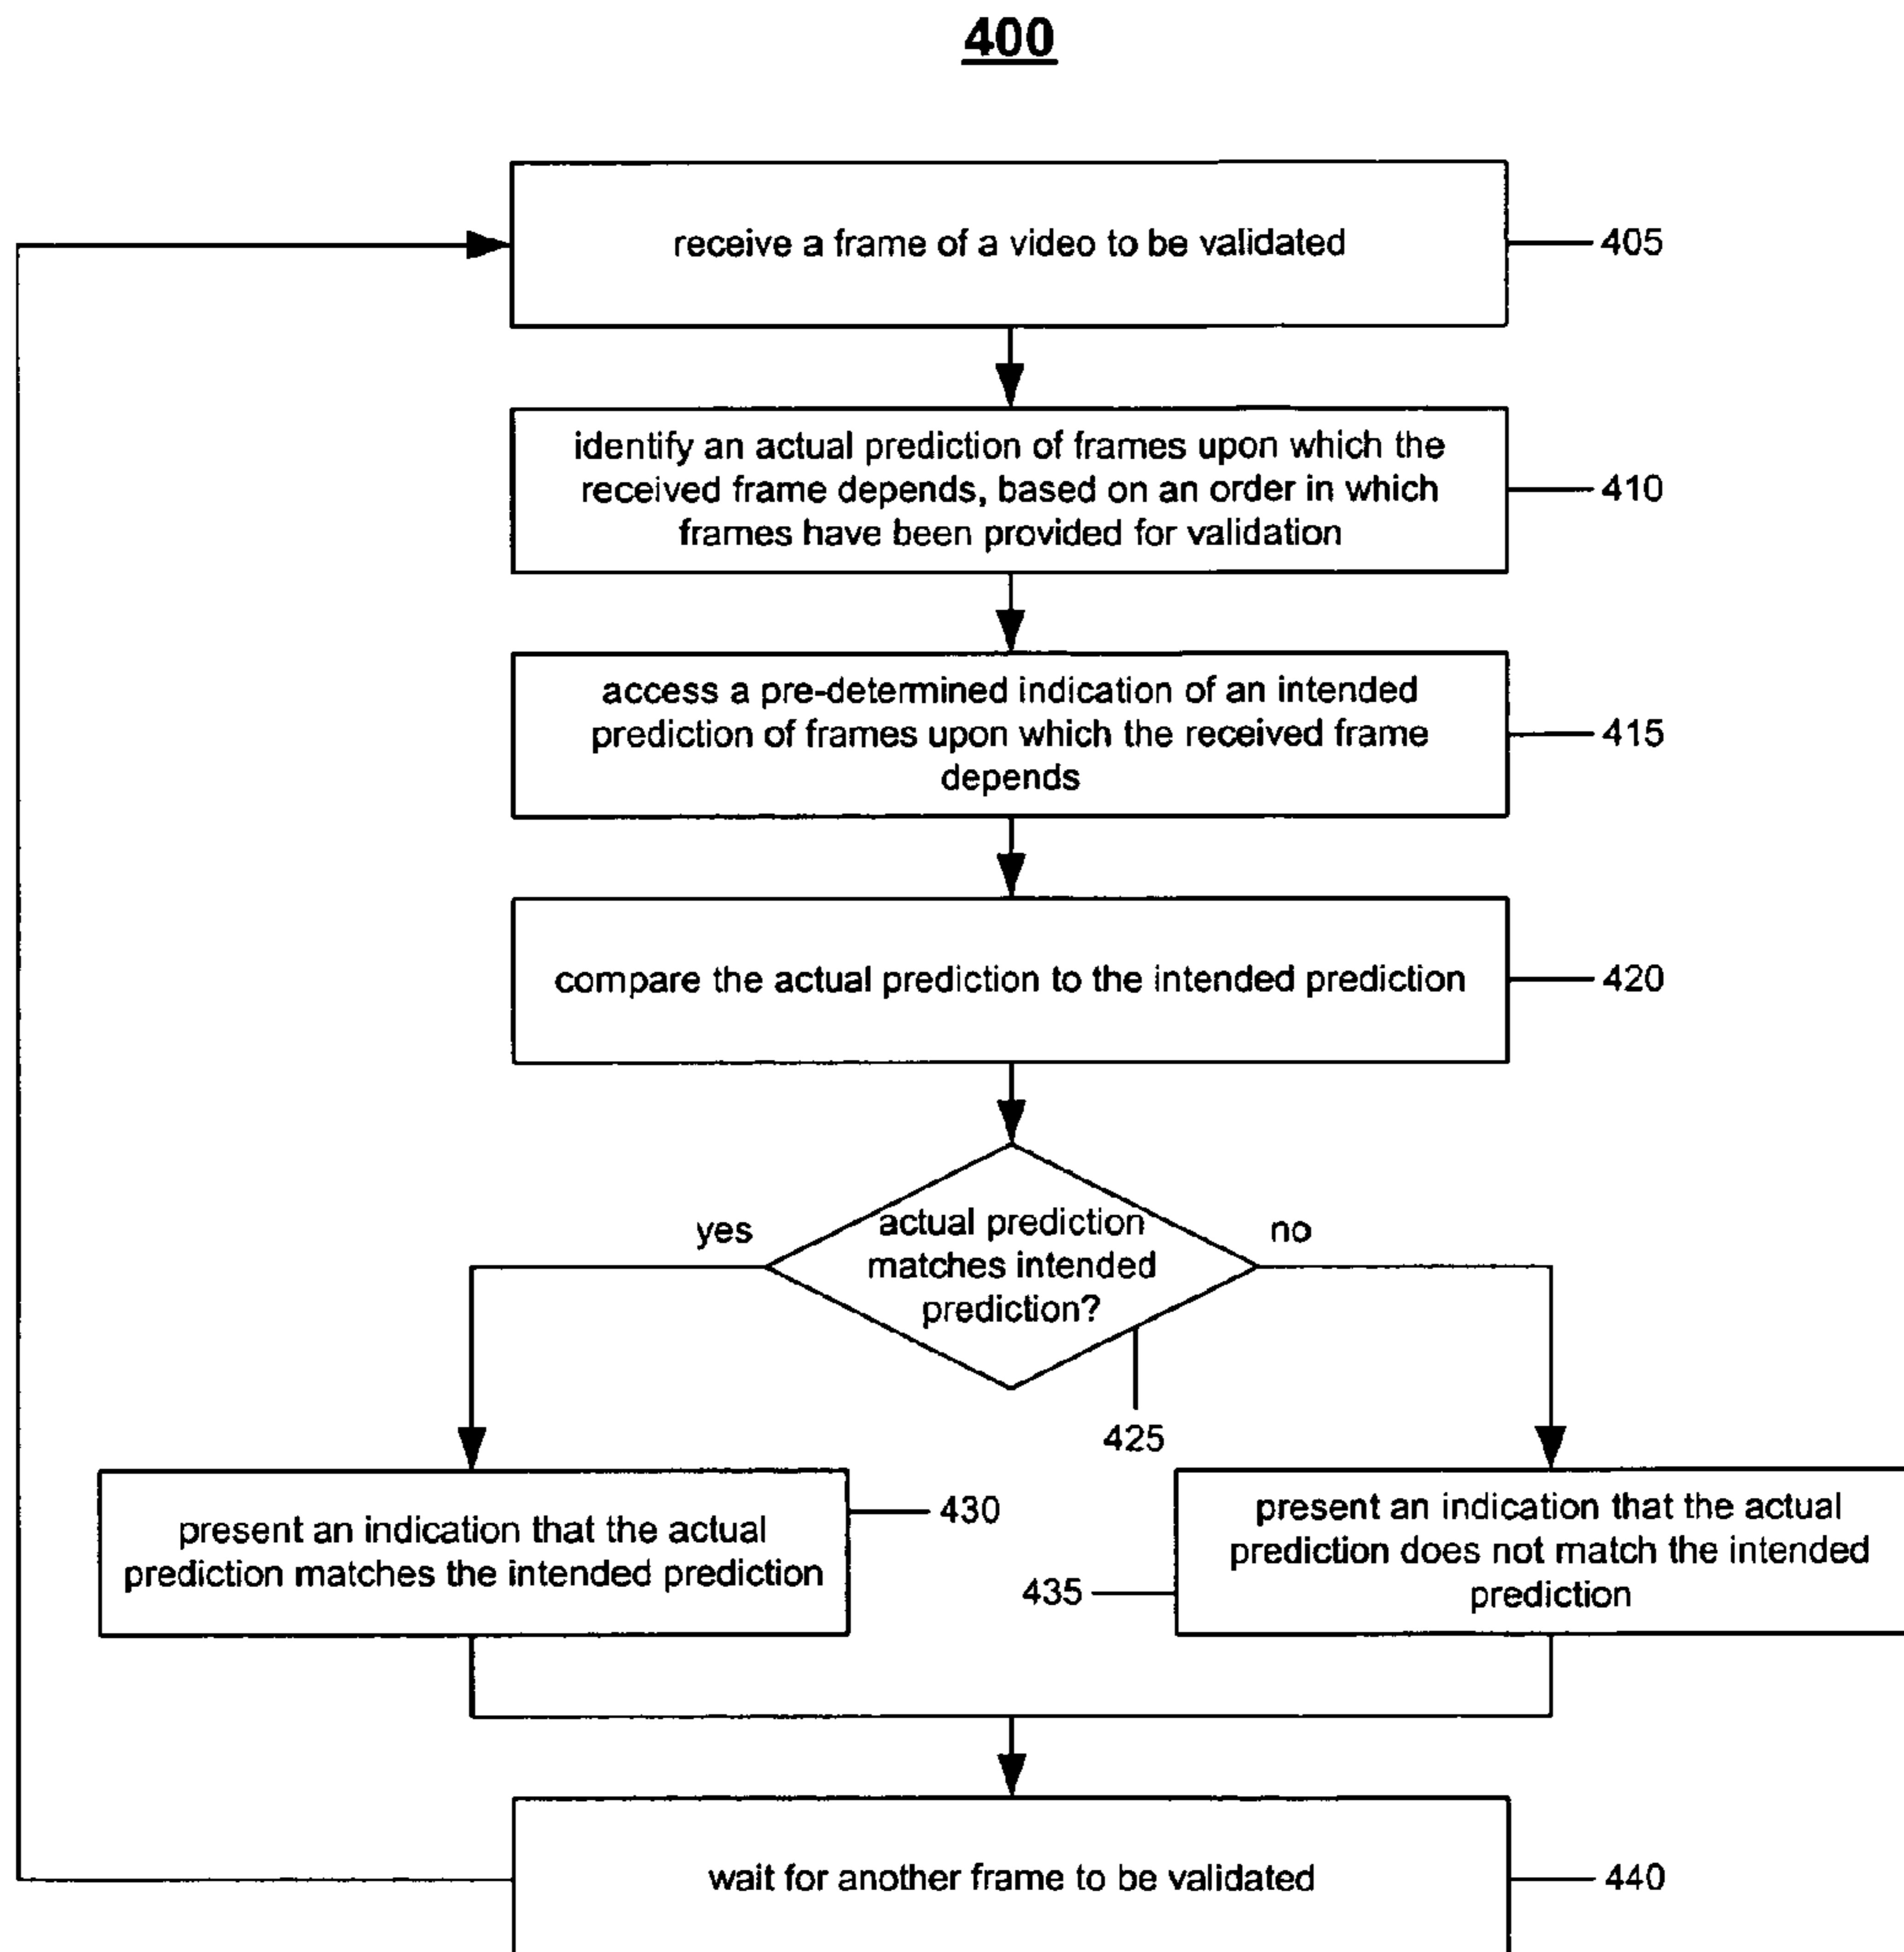 400
receive a frame of a video to be validated
405
identify an actual prediction of frames upon which the
received frame depends, based on an order in which
frames have been provided for validation
410
access a pre-determined indication of an intended
prediction of frames upon which the received frame
depends
415
compare the actual prediction to the intended prediction
420
yes
actual prediction
matches intended
prediction?
no
425
present an indication that the actual
prediction matches the intended prediction
430
present an indication that the actual
prediction does not match the intended
prediction
435
wait for another frame to be validated
440